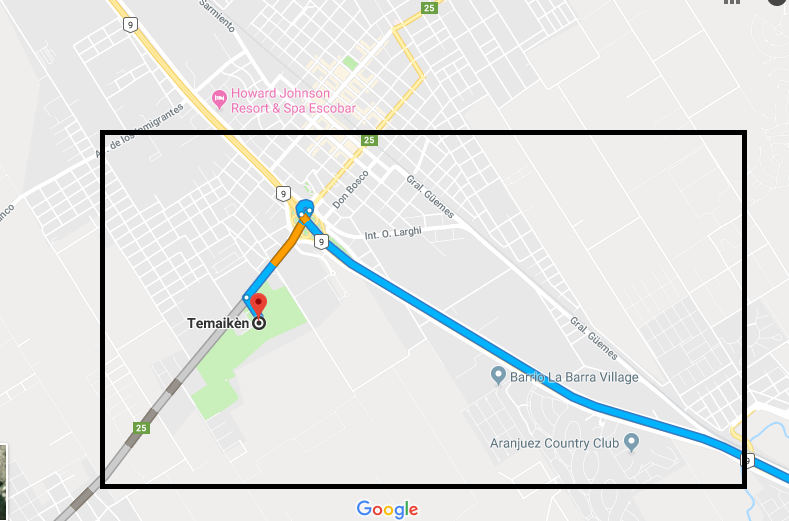 25
Sarmiento
9
Howard Johnson
Resort & Spa Escobar
Av. de los Inmigrantes
25
9
Don Bosco
Gral. Güemes
Int. O. Larghi
9
Temaikèn
Gral. Güemes
Barrio La Barra Village
25
Aranjuez Country Club
9
Google